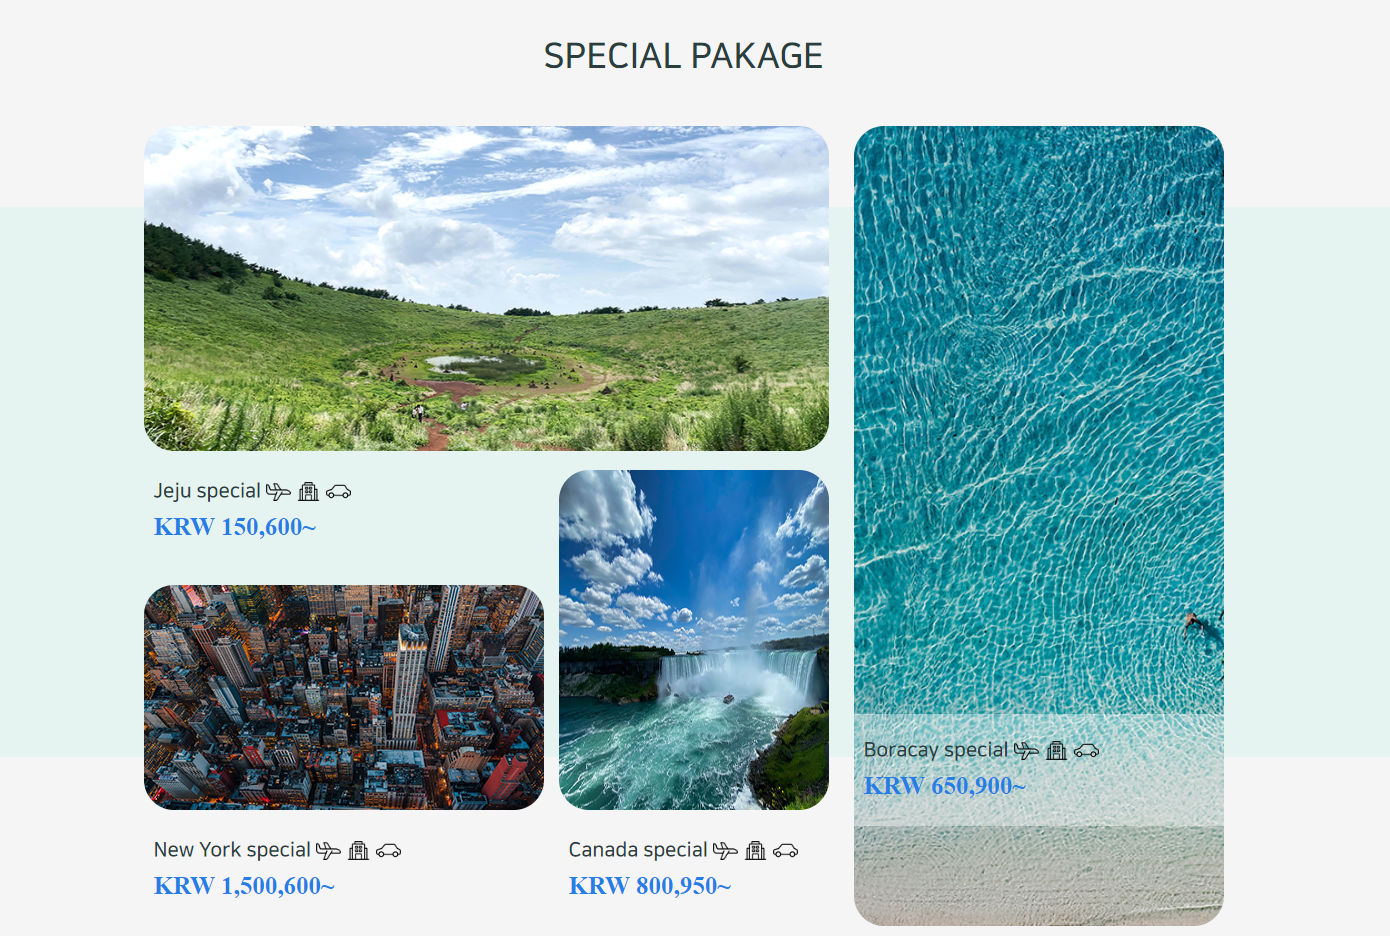 SPECIAL PAKAGE
Jeju special
KRW 150,600~
New York special
KRW 1,500,600~
Canada special
KRW 800,950~
Boracay special
KRW 650,900~